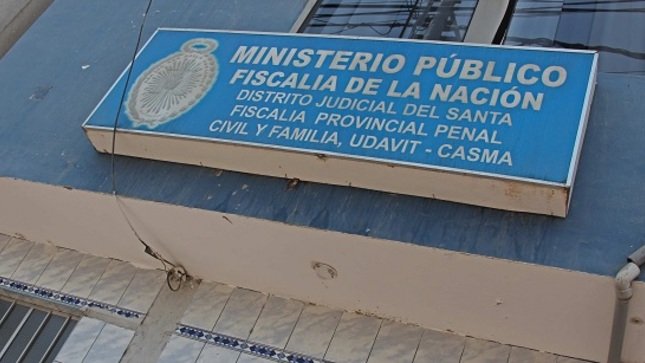 MINISTERIO PÚBLICO
FISCALIA DE LA NACIÓN
DISTRITO JUDICIAL DEL SANTA
FISCALIA PROVINCIAL PENAL
CIVIL Y FAMILIA, UDAVIT - CASMA